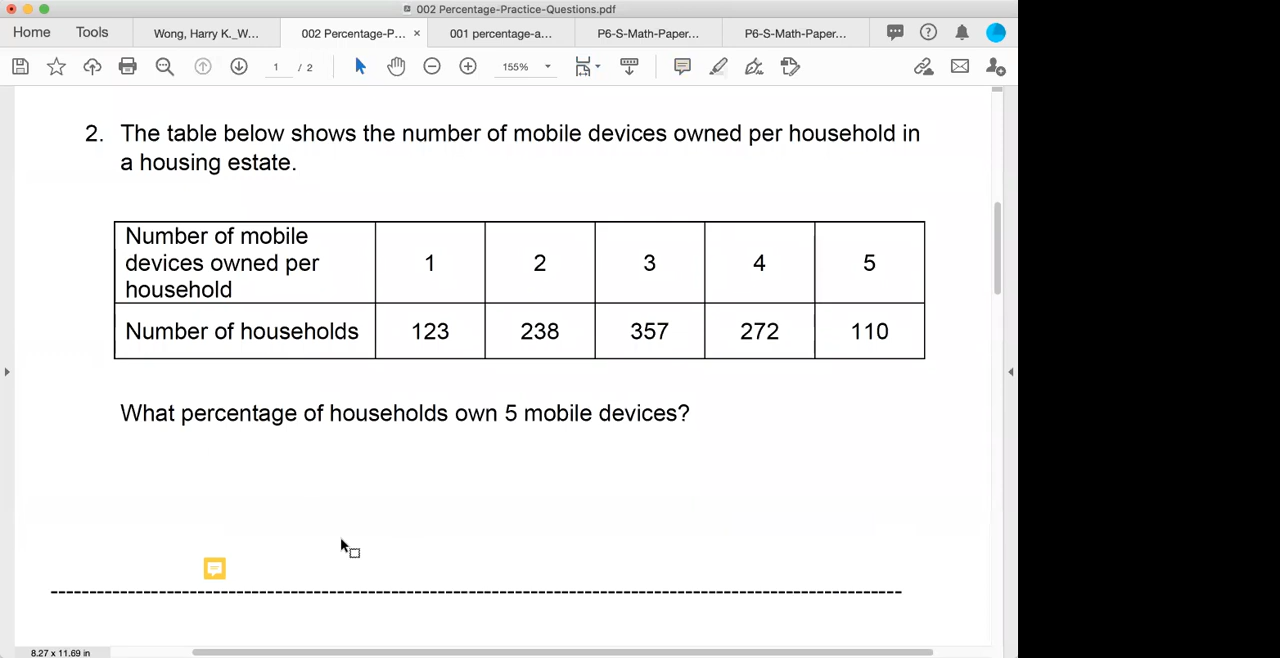 002 Percentage-Practice-Questions.pdf
Home Tools Wong, Harry K._W... 002 Percentage-P... × 001 percentage-a... P6-S-Math-Paper... P6-S-Math-Paper...
1 / 2 155%
2. The table below shows the number of mobile devices owned per household in
a housing estate.
Number of mobile
devices owned per
household
1 2 3 4 5
Number of households 123 238 357 272 110
What percentage of households own 5 mobile devices?
8.27 x 11.69 in